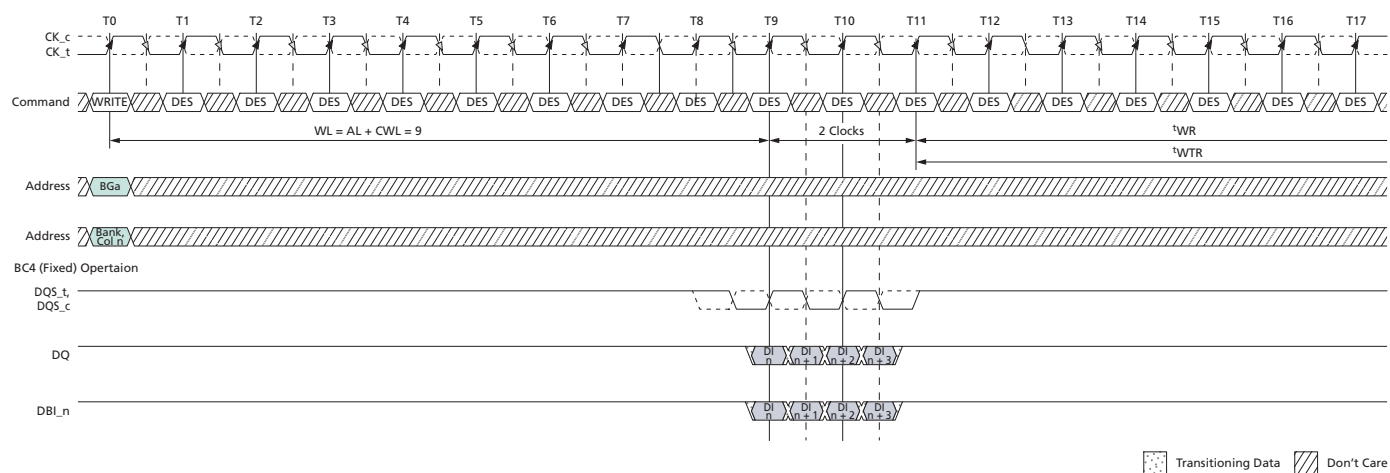 T0 T1 T2 T3 T4 T5 T6 T7 T8 T9 T10 T11 T12 T13 T14 T15 T16 T17
CK_c
CK_t
Command WRITE DES DES DES DES DES DES DES DES DES DES DES DES DES DES DES DES DES
WL = AL + CWL = 9 2 Clocks tWR
tWTR
Address BGa
Address Bank, Col n
BC4 (Fixed) Opertaion
DQS_t,
DQS_c
DQ DI n DI n + 1 DI n + 2 DI n + 3
DBI_n DI n DI n + 1 DI n + 2 DI n + 3
Transitioning Data Don't Care